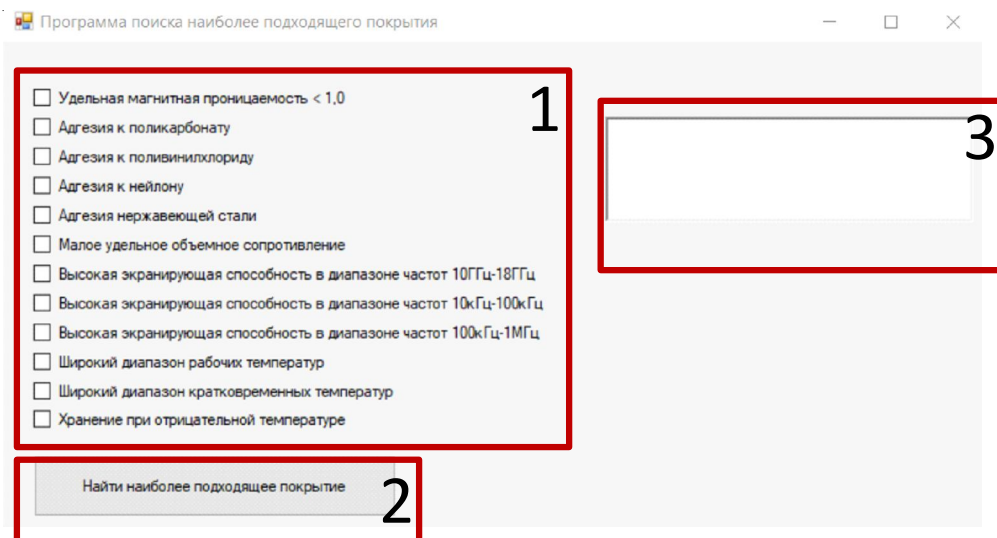 Программа поиска наиболее подходящего покрытия
1
Удельная магнитная проницаемость < 1,0
Адгезия к поликарбонату
Адгезия к поливинилхлориду
Адгезия к нейлону
Адгезия нержавеющей стали
Малое удельное объемное сопротивление
Высокая экранирующая способность в диапазоне частот 10ГГц-18ГГц
Высокая экранирующая способность в диапазоне частот 10кГц-100кГц
Высокая экранирующая способность в диапазоне частот 100кГц-1МГц
Широкий диапазон рабочих температур
Широкий диапазон кратковременных температур
Хранение при отрицательной температуре
3
Найти наиболее подходящее покрытие
2